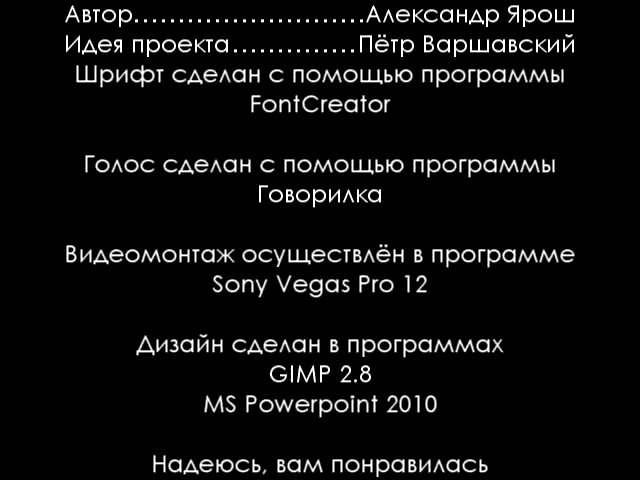 Автор..........................Александр Ярош
Идея проекта..............Пётр Варшавский
Шрифт сделан с помощью программы
FontCreator
Голос сделан с помощью программы
Говорилка
Видеомонтаж осуществлён в программе
Sony Vegas Pro 12
Дизайн сделан в программах
GIMP 2.8
MS Powerpoint 2010
Надеюсь, вам понравилась